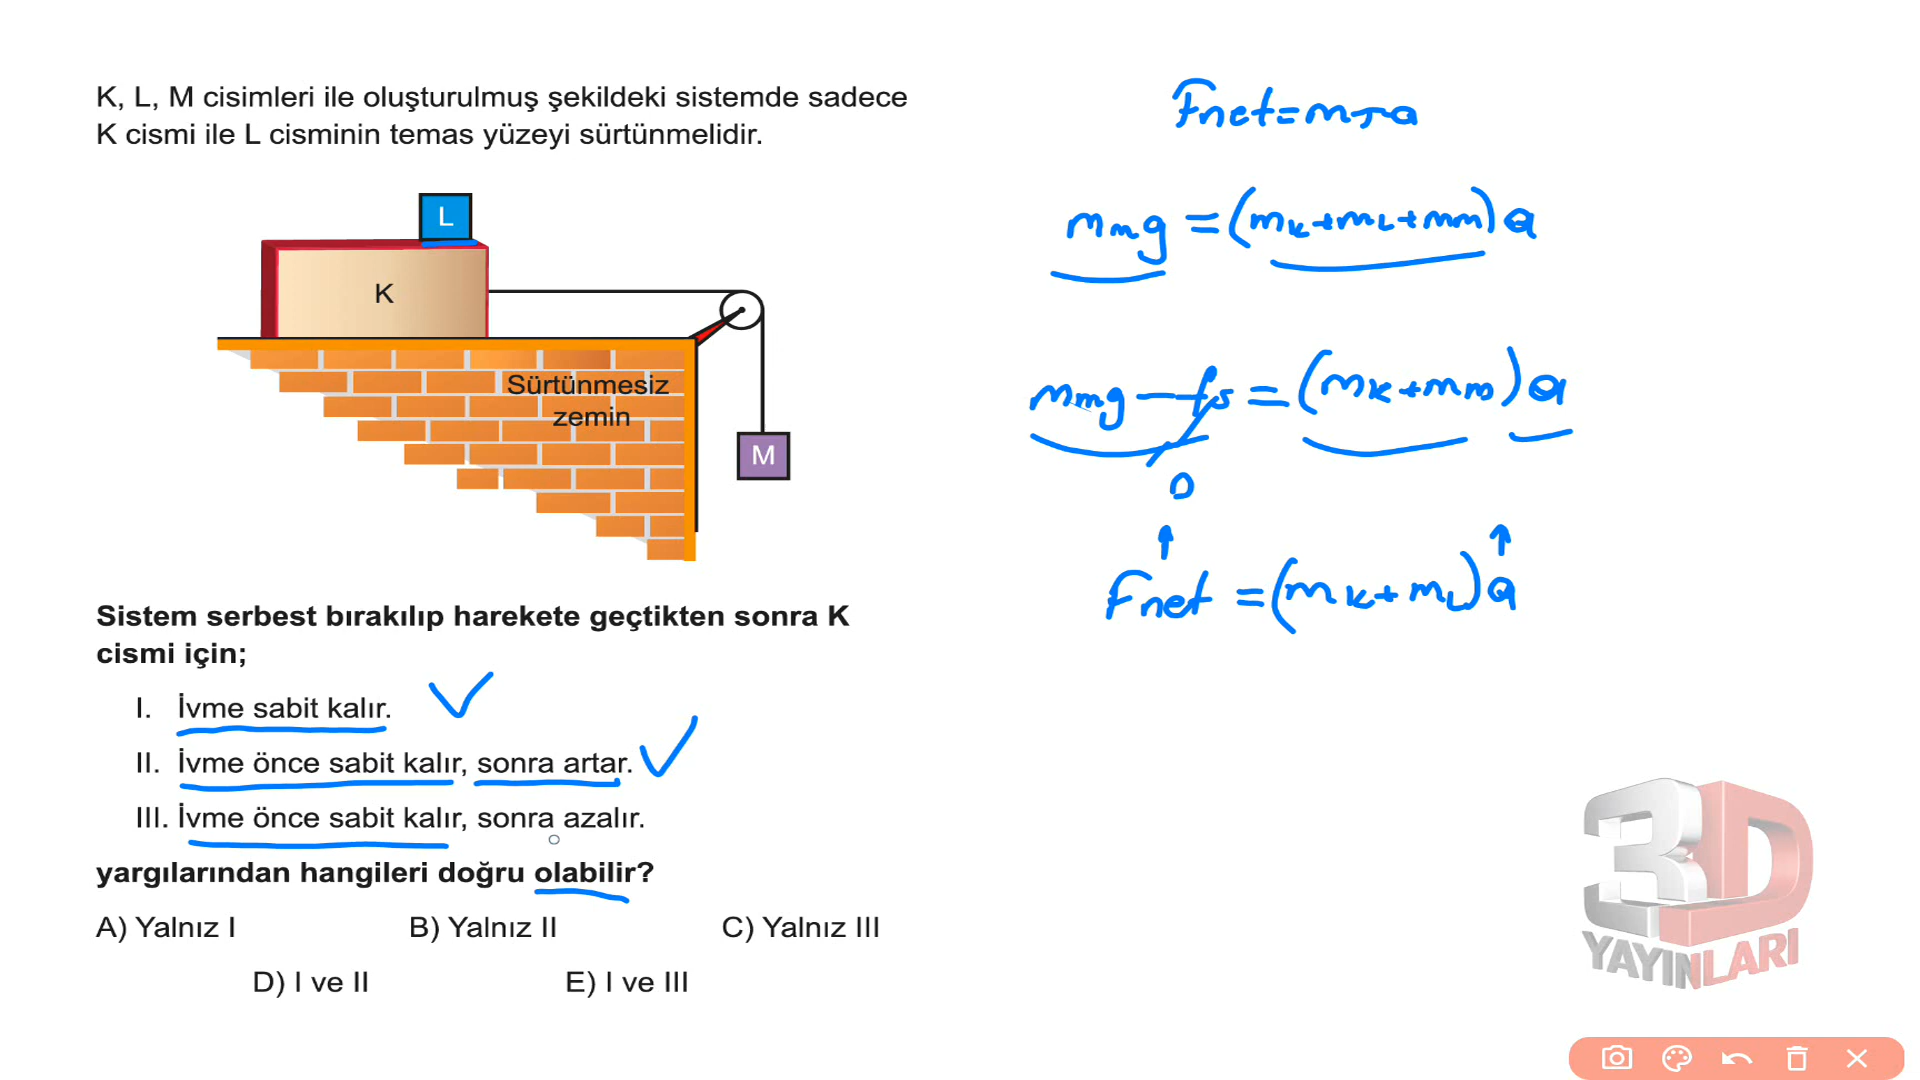 K, L, M cisimleri ile oluşturulmuş şekildeki sistemde sadece
K cismi ile L cisminin temas yüzeyi sürtünmelidir.
L
K
Sürtünmesiz
zemin
M
Sistem serbest bırakılıp harekete geçtikten sonra K
cismi için;
I. İvme sabit kalır.
II. İvme önce sabit kalır, sonra artar.
III. İvme önce sabit kalır, sonra azalır.
yargılarından hangileri doğru olabilir?
A) Yalnız I
B) Yalnız II
C) Yalnız III
D) I ve II
E) I ve III
Fnet = mT a
mmg = (mK + mL + mM) a
mmg - fs = (mK + mM) a
0
↑ ↑
Fnet = (mK + mL) a
3D
YAYINLARI